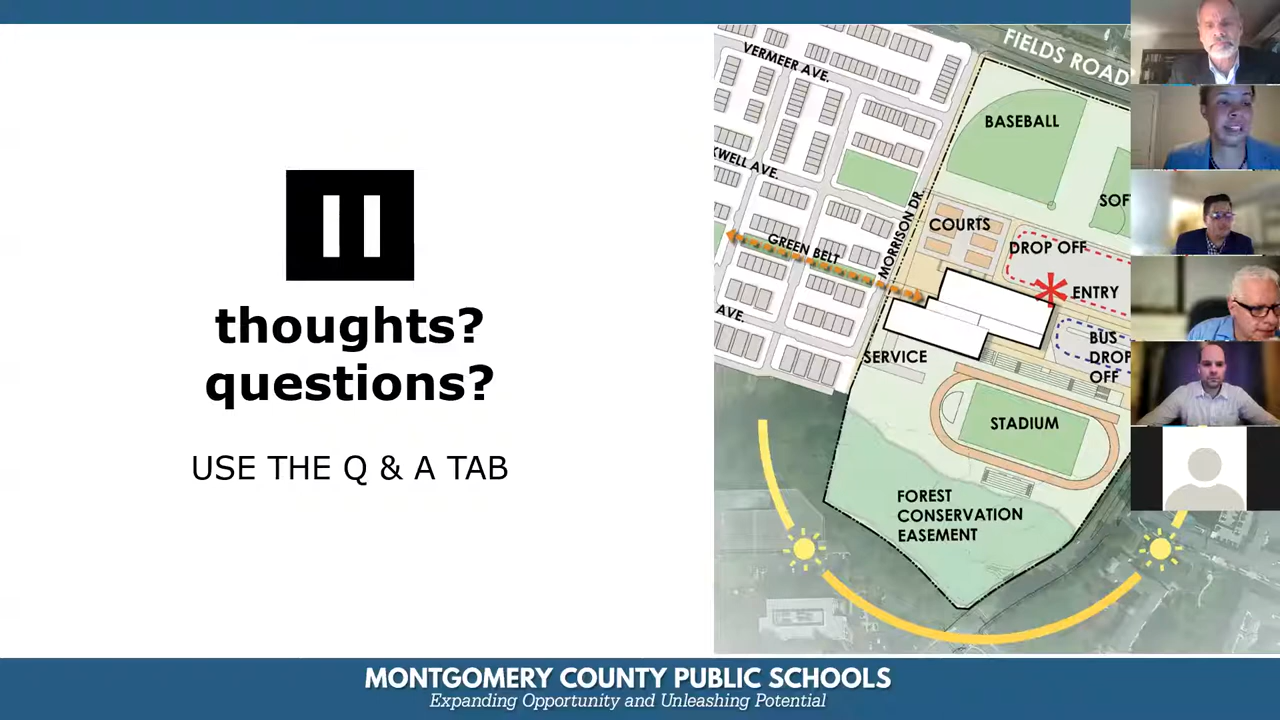 thoughts?
questions?
USE THE Q & A TAB
FIELDS ROAD
VERMEER AVE.
BASEBALL
KWELL AVE.
SOF
MORRISON DR.
COURTS
GREEN BELT
DROP OFF
ENTRY
AVE.
SERVICE
BUS
DROP
OFF
STADIUM
FOREST
CONSERVATION
EASEMENT
MONTGOMERY COUNTY PUBLIC SCHOOLS
Expanding Opportunity and Unleashing Potential